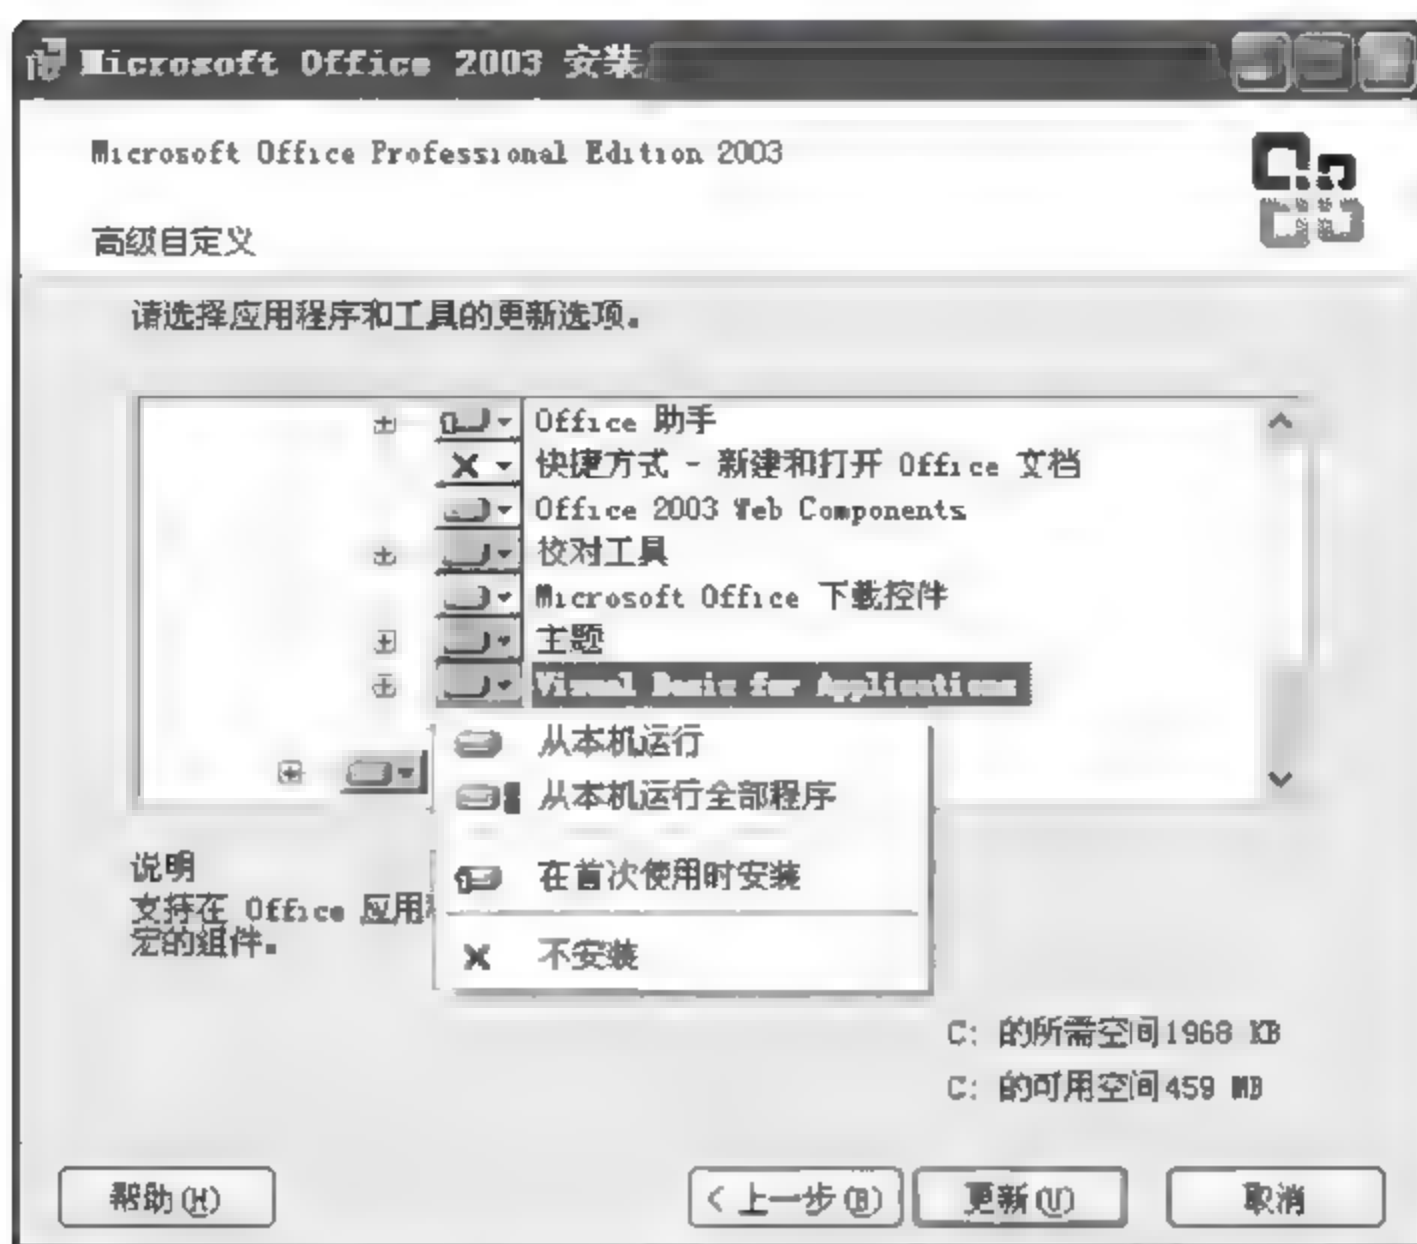 Microsoft Office 2003 安装
Microsoft Office Professional Edition 2003
高级自定义
请选择应用程序和工具的更新选项。
Office 助手
快捷方式 - 新建和打开 Office 文档
Office 2003 Web Components
校对工具
Microsoft Office 下载控件
主题
Visual Basic for Applications
从本机运行
从本机运行全部程序
在首次使用时安装
不安装
说明
支持在 Office 应用
宏的组件。
C: 的所需空间1968 KB
C: 的可用空间459 MB
帮助(H)
< 上一步(B)
更新(U)
取消